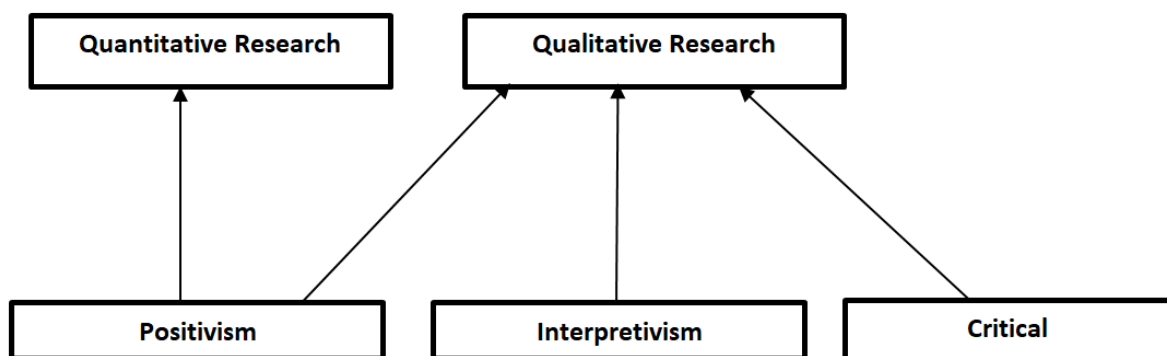 Quantitative Research
Qualitative Research
Positivism
Interpretivism
Critical